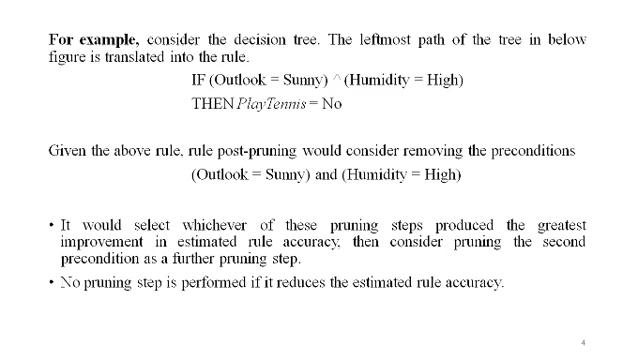 For example, consider the decision tree. The leftmost path of the tree in below
figure is translated into the rule.
IF (Outlook = Sunny) ^ (Humidity = High)
THEN PlayTennis = No
Given the above rule, rule post-pruning would consider removing the preconditions
(Outlook = Sunny) and (Humidity = High)
• It would select whichever of these pruning steps produced the greatest
improvement in estimated rule accuracy, then consider pruning the second
precondition as a further pruning step.
• No pruning step is performed if it reduces the estimated rule accuracy.
4